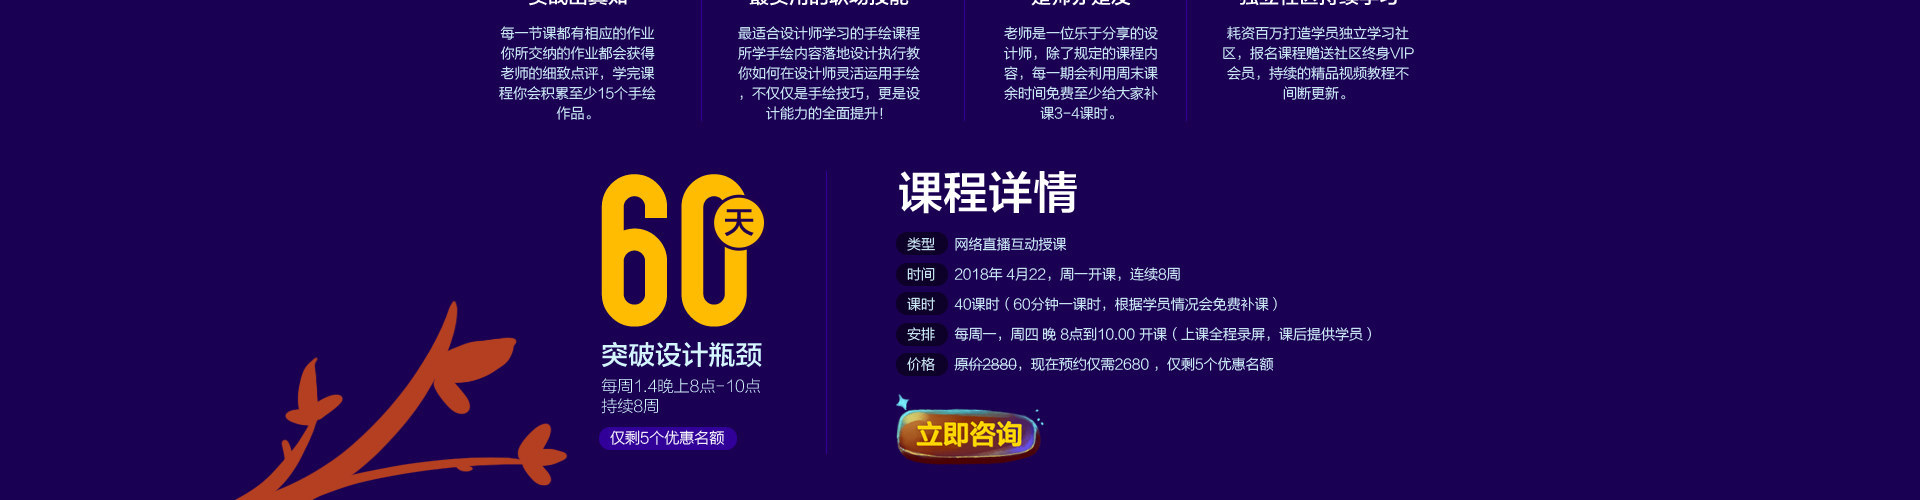 每一节课都有相应的作业
你所交纳的作业都会获得
老师的细致点评，学完课
程你会积累至少15个手绘
作品。
最适合设计师学习的手绘课程
所学手绘内容落地设计执行教
你如何在设计师灵活运用手绘
，不仅仅是手绘技巧，更是设
计能力的全面提升！
老师是一位乐于分享的设
计师，除了规定的课程内
容，每一期会利用周末课
余时间免费至少给大家补
课3-4课时。
耗资百万打造学员独立学习社
区，报名课程赠送社区终身VIP
会员，持续的精品视频教程不
间断更新。
60天
突破设计瓶颈
每周1.4晚上8点-10点
持续8周
仅剩5个优惠名额
课程详情
类型 网络直播互动授课
时间 2018年 4月22，周一开课，连续8周
课时 40课时（60分钟一课时，根据学员情况会免费补课）
安排 每周一，周四 晚 8点到10.00 开课（上课全程录屏，课后提供学员）
价格 原价2880，现在预约仅需2680 ，仅剩5个优惠名额
立即咨询